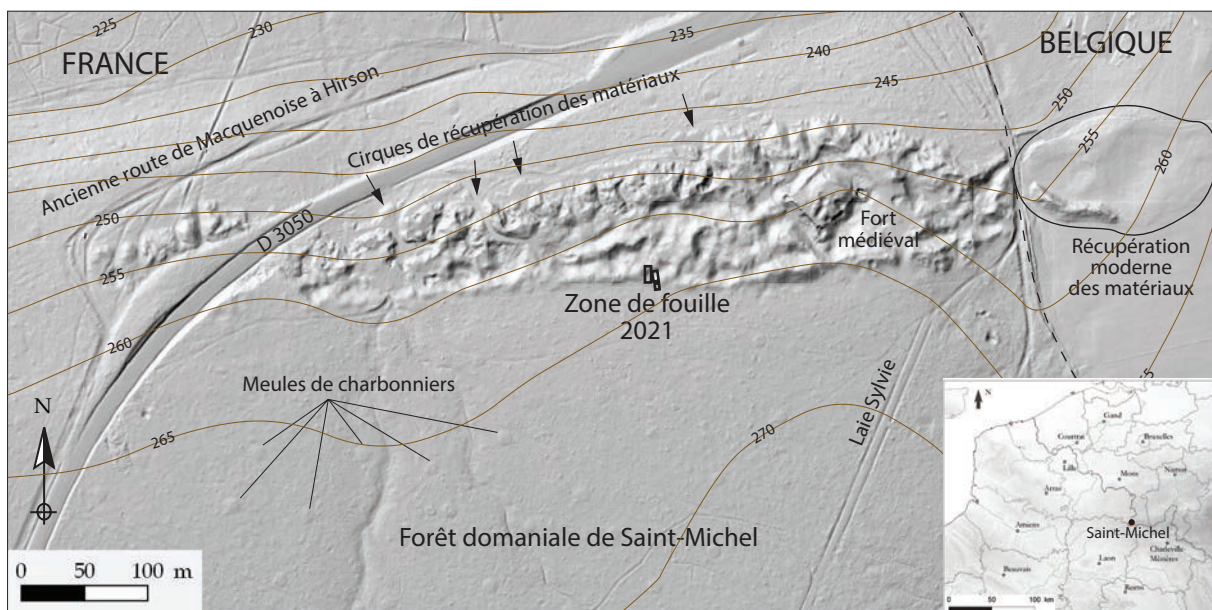 225
230
235
240
245
250
255
260
FRANCE
BELGIQUE
Ancienne route de Macquenoise à Hirson
Cirques de récupération des matériaux
D 3050
250
255
260
265
270
Fort
médiéval
Récupération
moderne
des matériaux
Zone de fouille
2021
Meules de charbonniers
Laie Sylvie
Forêt domaniale de Saint-Michel
N
0 50 100 m
N
Gand
Courtrai
Bruxelles
Lille
Mons
Namur
Arras
Amiens
Saint-Michel
Charleville
Mézières
Laon
Beauvais
Reims
0 50 100 km